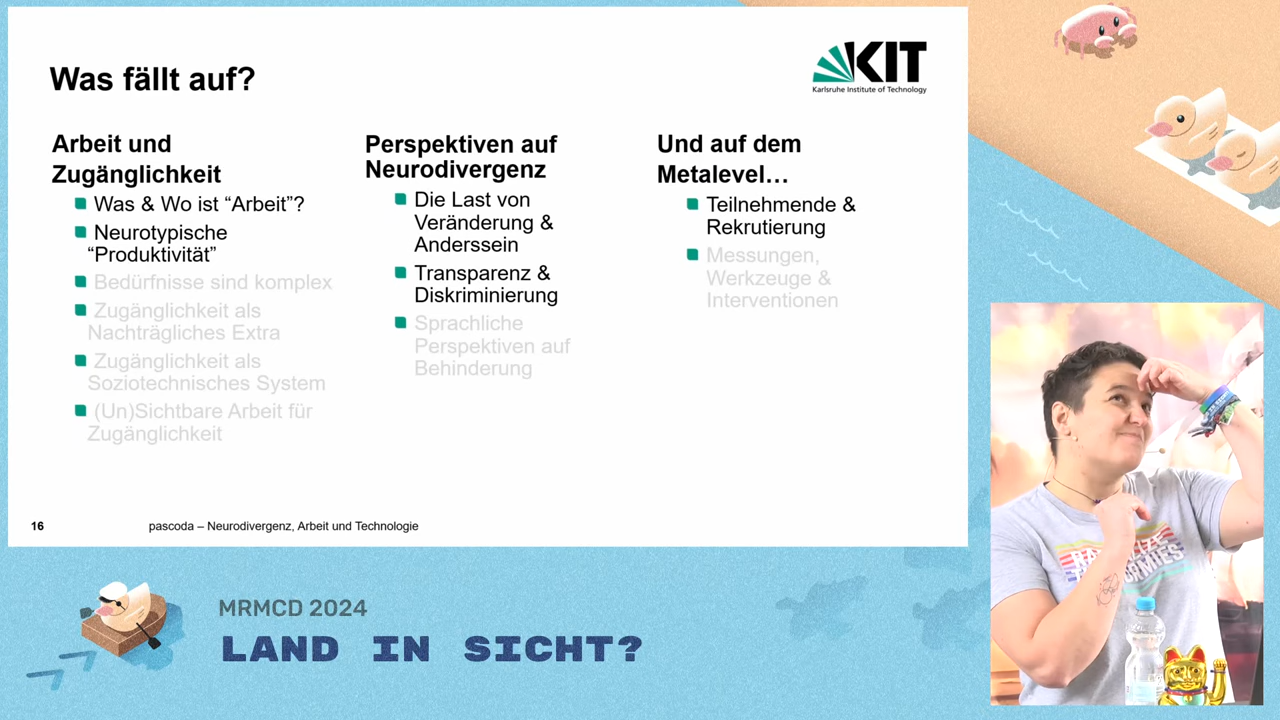 Was fällt auf?
KIT
Karlsruhe Institute of Technology
Arbeit und
Zugänglichkeit
Was & Wo ist “Arbeit”?
Neurotypische
“Produktivität”
Bedürfnisse sind komplex
Zugänglichkeit als
Nachträgliches Extra
Zugänglichkeit als
Soziotechnisches System
(Un)Sichtbare Arbeit für
Zugänglichkeit
Perspektiven auf
Neurodivergenz
Die Last von
Veränderung &
Anderssein
Transparenz &
Diskriminierung
Sprachliche
Perspektiven auf
Behinderung
Und auf dem
Metalevel…
Teilnehmende &
Rekrutierung
Messungen,
Werkzeuge &
Interventionen
16
pascoda – Neurodivergenz, Arbeit und Technologie
MRMCD 2024
LAND IN SICHT?